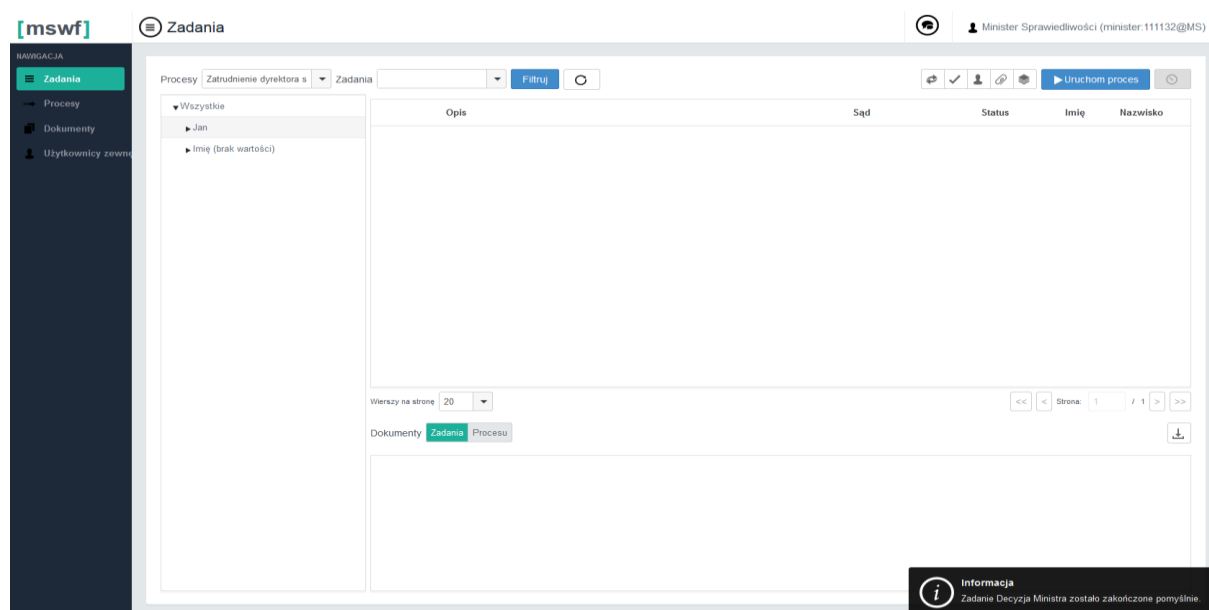 [mswf]
Zadania
Minister Sprawiedliwości (minister:111132@MS)
NAWIGACJA
Zadania
Procesy
Dokumenty
Użytkownicy zewnę
Procesy Zatrudnienie dyrektora s Zadania Filtruj Uruchom proces
Wszystkie
Jan
Imię (brak wartości)
Opis Sąd Status Imię Nazwisko
Wierszy na stronę 20 << < Strona: 1 / 1 > >>
Dokumenty Zadania Procesu
Informacja
Zadanie Decyzja Ministra zostało zakończone pomyślnie.